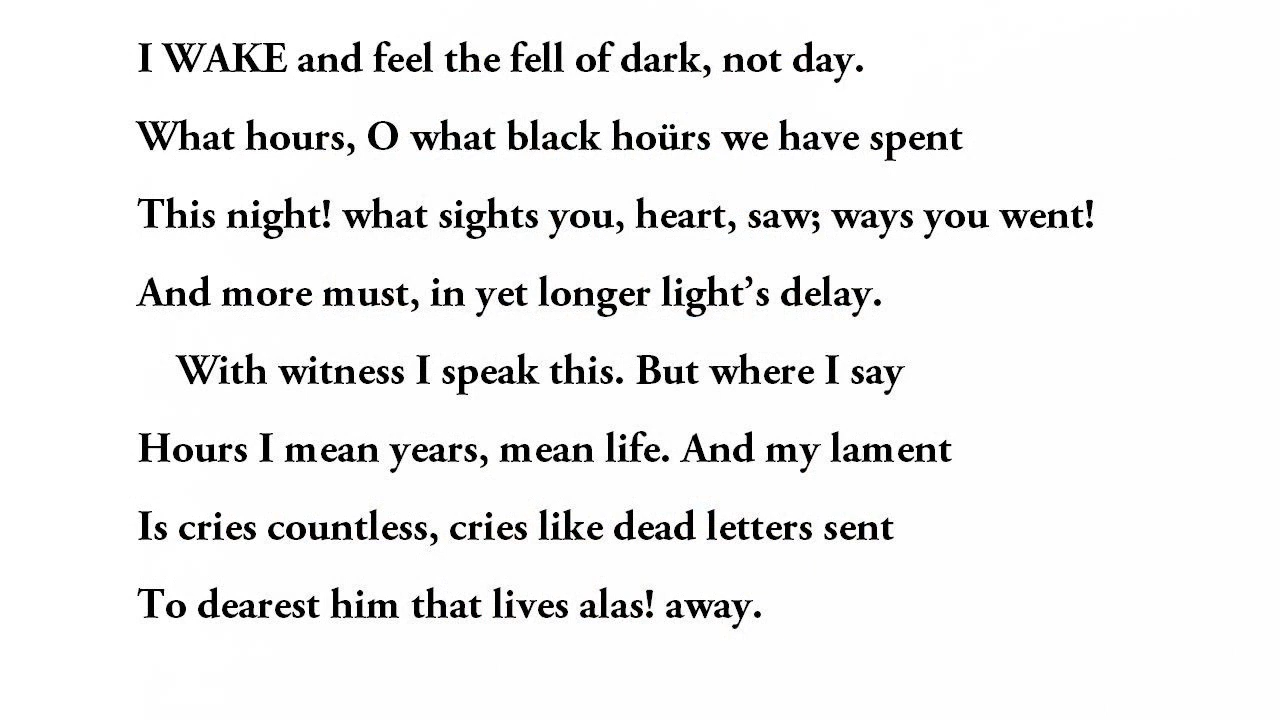 I WAKE and feel the fell of dark, not day.
What hours, O what black hoürs we have spent
This night! what sights you, heart, saw; ways you went!
And more must, in yet longer light’s delay.
With witness I speak this. But where I say
Hours I mean years, mean life. And my lament
Is cries countless, cries like dead letters sent
To dearest him that lives alas! away.